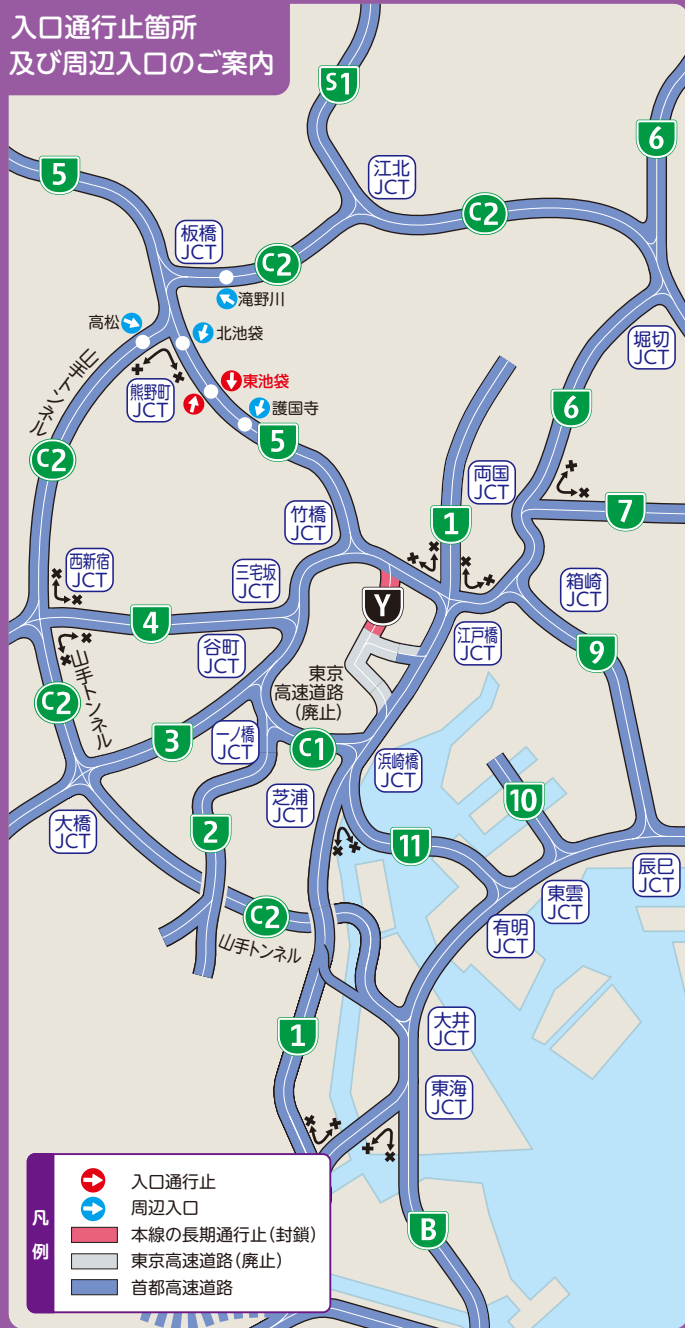 入口通行止箇所
及び周辺入口のご案内
S1
6
5
江北
JCT
C2
板橋
JCT
C2
滝野川
高松
北池袋
堀切
JCT
山手トンネル
熊野町
JCT
東池袋
護国寺
6
5
C2
両国
JCT
竹橋
JCT
1
7
西新宿
JCT
三宅坂
JCT
箱崎
JCT
Y
4
江戸橋
JCT
谷町
JCT
9
東京
高速道路
(廃止)
C2
山手トンネル
3
一ノ橋
JCT
C1
浜崎橋
JCT
芝浦
JCT
10
大橋
JCT
2
11
辰巳
JCT
東雲
JCT
C2
有明
JCT
山手トンネル
大井
JCT
1
東海
JCT
B
凡例
入口通行止
周辺入口
本線の長期通行止(封鎖)
東京高速道路(廃止)
首都高速道路